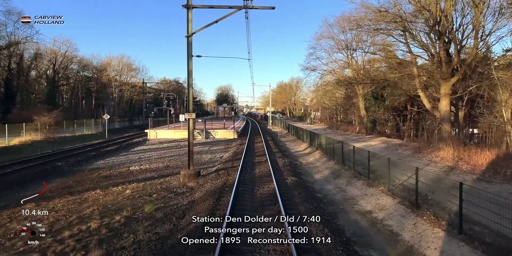 CABVIEW
HOLLAND
10.4 km
km/h
Station: Den Dolder / Dld / 7:40
Passengers per day: 1500
Opened: 1895 Reconstructed: 1914